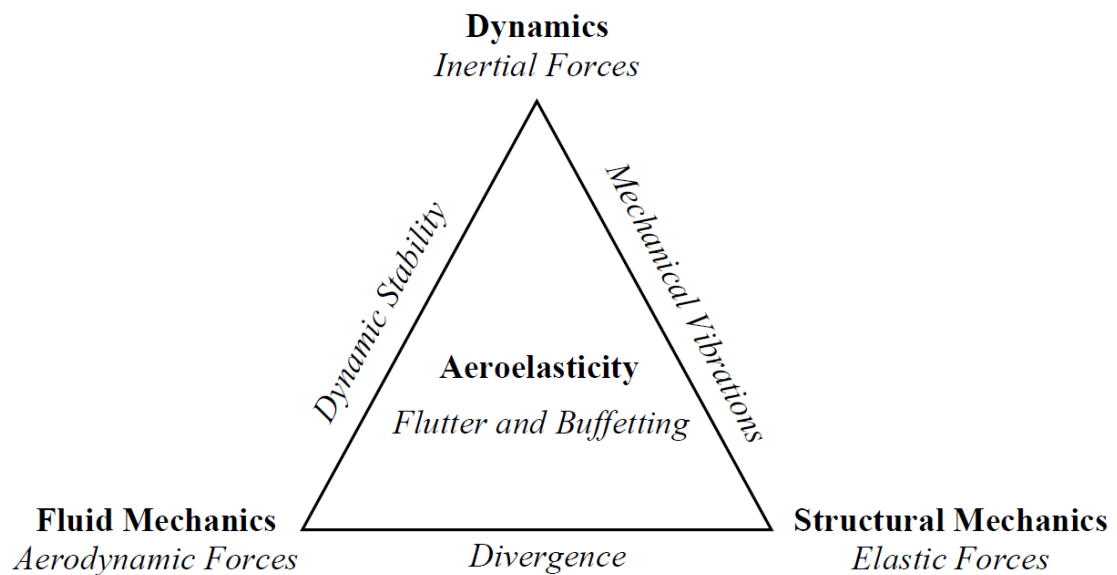 Dynamics
Inertial Forces
Dynamic Stability
Mechanical Vibrations
Aeroelasticity
Flutter and Buffetting
Fluid Mechanics
Aerodynamic Forces
Divergence
Structural Mechanics
Elastic Forces